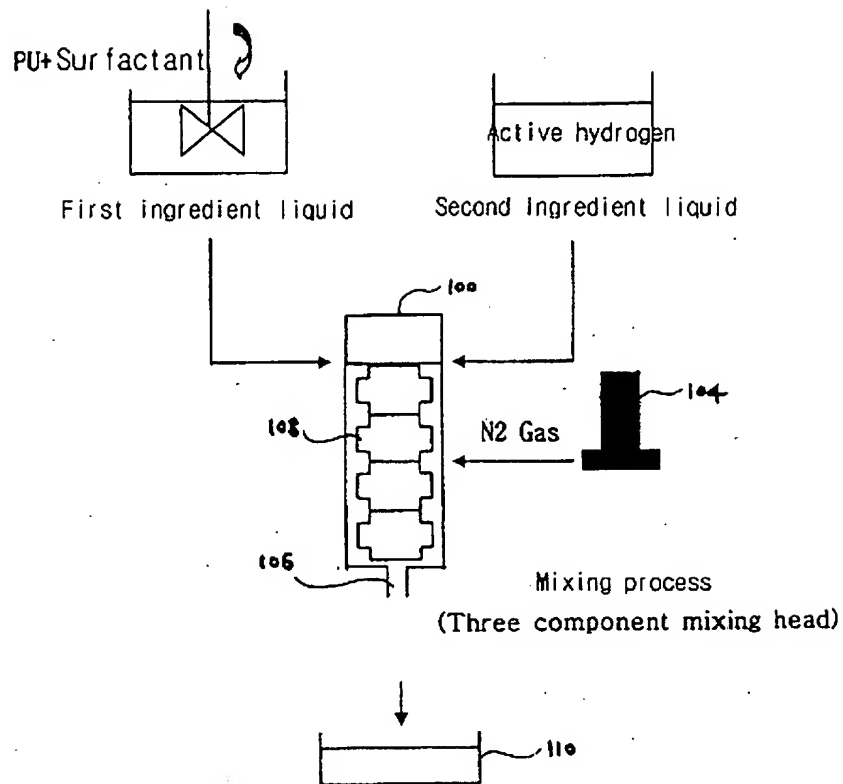 PU+Surfactant
Active hydrogen
First ingredient liquid
Second ingredient liquid
100
104
108
N2 Gas
106
Mixing process
(Three component mixing head)
110